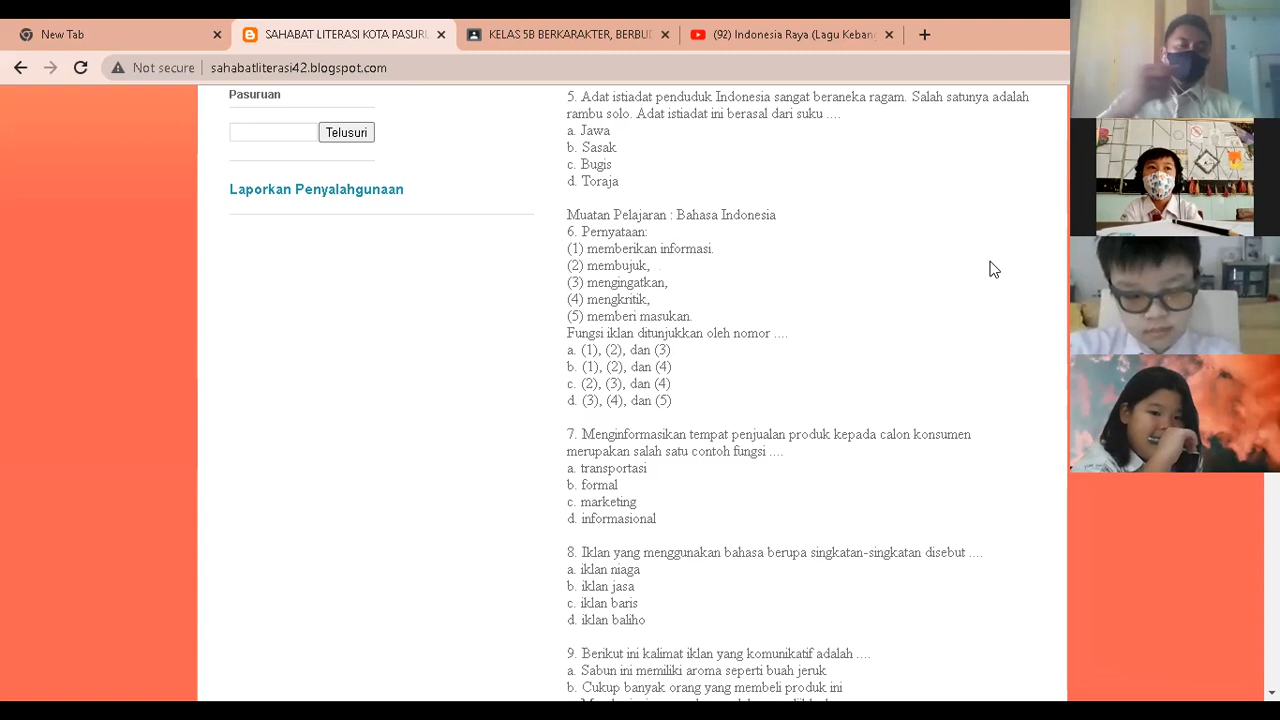 New Tab
SAHABAT LITERASI KOTA PASURU
KELAS 5B BERKARAKTER, BERBUD
(92) Indonesia Raya (Lagu Kebang
Not secure
sahabatliterasi42.blogspot.com
Pasuruan
Telusuri
Laporkan Penyalahgunaan
5. Adat istiadat penduduk Indonesia sangat beraneka ragam. Salah satunya adalah
rambu solo. Adat istiadat ini berasal dari suku ....
a. Jawa
b. Sasak
c. Bugis
d. Toraja
Muatan Pelajaran : Bahasa Indonesia
6. Pernyataan:
(1) memberikan informasi.
(2) membujuk,
(3) mengingatkan,
(4) mengkritik,
(5) memberi masukan.
Fungsi iklan ditunjukkan oleh nomor ....
a. (1), (2), dan (3)
b. (1), (2), dan (4)
c. (2), (3), dan (4)
d. (3), (4), dan (5)
7. Menginformasikan tempat penjualan produk kepada calon konsumen
merupakan salah satu contoh fungsi ....
a. transportasi
b. formal
c. marketing
d. informasional
8. Iklan yang menggunakan bahasa berupa singkatan-singkatan disebut ....
a. iklan niaga
b. iklan jasa
c. iklan baris
d. iklan baliho
9. Berikut ini kalimat iklan yang komunikatif adalah ....
a. Sabun ini memiliki aroma seperti buah jeruk
b. Cukup banyak orang yang membeli produk ini